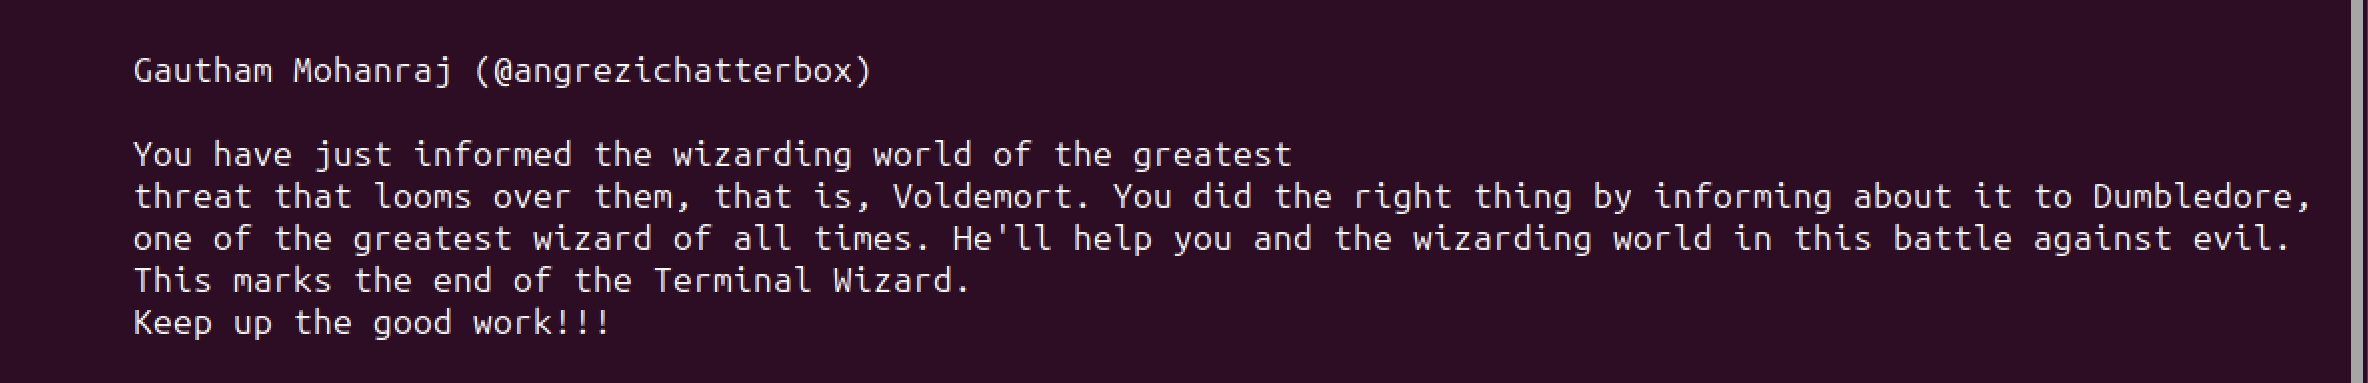 Gautham Mohanraj (@angrezichatterbox)
You have just informed the wizarding world of the greatest
threat that looms over them, that is, Voldemort. You did the right thing by informing about it to Dumbledore,
one of the greatest wizard of all times. He'll help you and the wizarding world in this battle against evil.
This marks the end of the Terminal Wizard.
Keep up the good work!!!